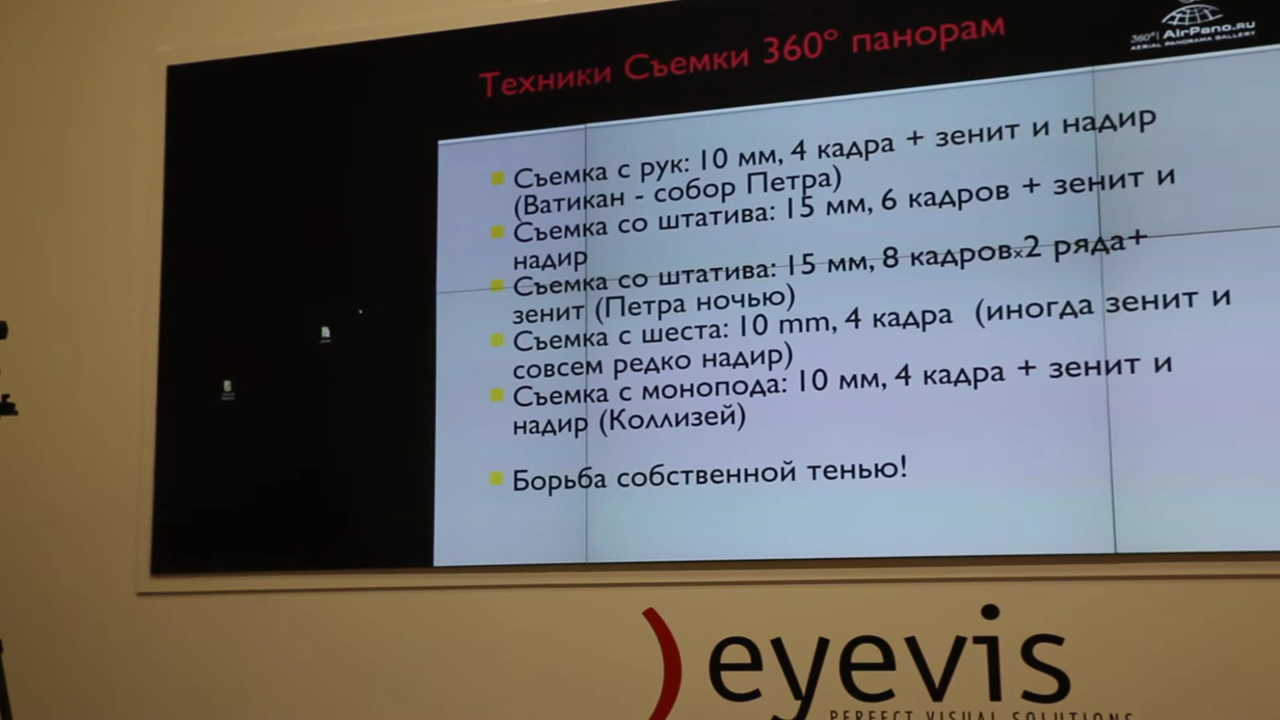 Техники Съемки 360° панорам
360°| AirPano.ru
AERIAL PANORAMA GALLERY
Съемка с рук: 10 мм, 4 кадра + зенит и надир
(Ватикан - собор Петра)
Съемка со штатива: 15 мм, 6 кадров + зенит и
надир
Съемка со штатива: 15 мм, 8 кадровx2 ряда+
зенит (Петра ночью)
Съемка с шеста: 10 mm, 4 кадра (иногда зенит и
совсем редко надир)
Съемка с монопода: 10 мм, 4 кадра + зенит и
надир (Коллизей)
Борьба собственной тенью!
eyevis
PERFECT VISUAL SOLUTIONS